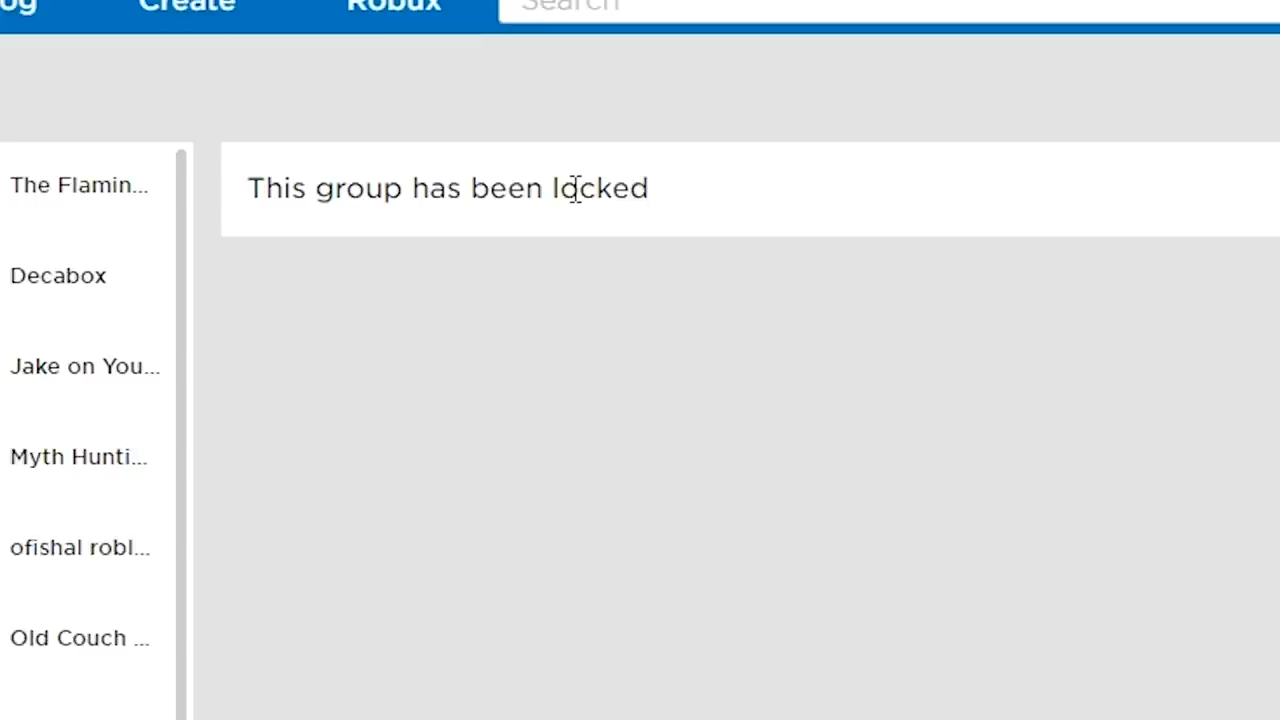 og Create Robux Search
The Flamin...
This group has been locked
Decabox
Jake on You...
Myth Hunti...
ofishal robl...
Old Couch ...